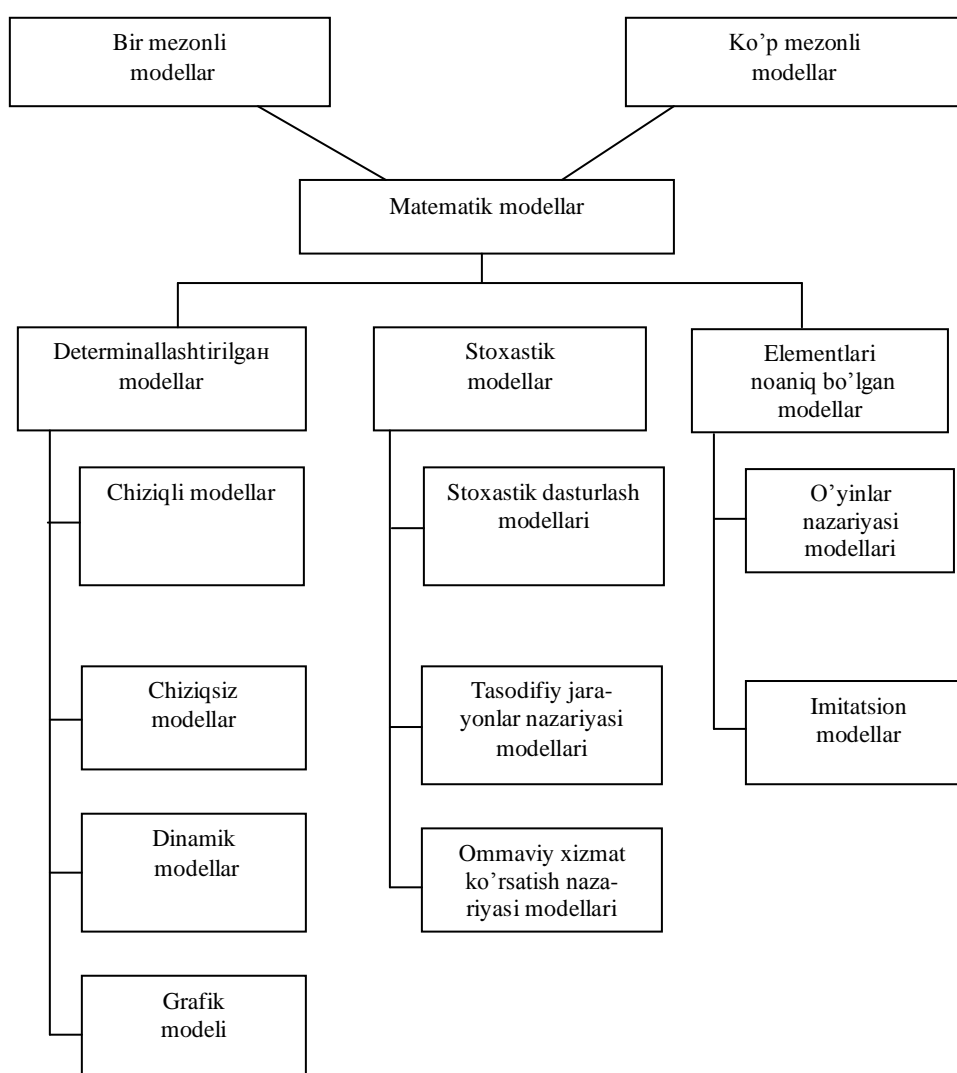 Bir mezonli
modellar
Ko’p mezonli
modellar
Matematik modellar
Determinallashtirilgан
modellar
Stoxastik
modellar
Elementlari
noaniq bo’lgan
modellar
Chiziqli modellar
Stoxastik dasturlash
modellari
O’yinlar
nazariyasi
modellari
Chiziqsiz
modellar
Tasodifiy jara-
yonlar nazariyasi
modellari
Imitatsion
modellar
Dinamik
modellar
Ommaviy xizmat
ko’rsatish naza-
riyasi modellari
Grafik
modeli